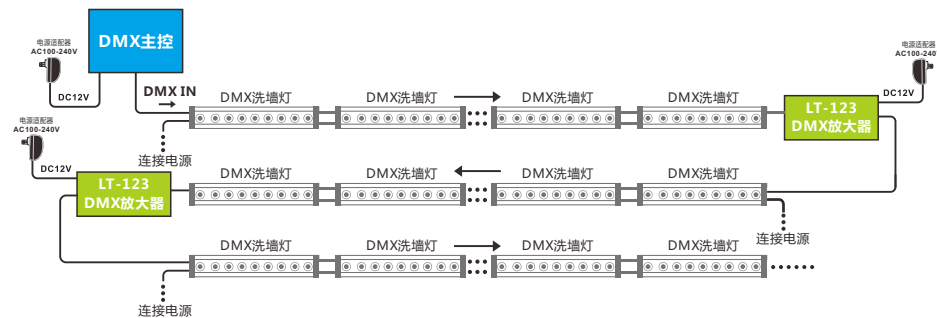 电源适配器
AC100-240V
DC12V
DMX主控
DMX IN
DMX洗墙灯
DMX洗墙灯
DMX洗墙灯
DMX洗墙灯
电源适配器
AC100-240V
DC12V
LT-123
DMX放大器
连接电源
电源适配器
AC100-240V
DC12V
LT-123
DMX放大器
DMX洗墙灯
DMX洗墙灯
DMX洗墙灯
DMX洗墙灯
连接电源
DMX洗墙灯
DMX洗墙灯
DMX洗墙灯
DMX洗墙灯
连接电源